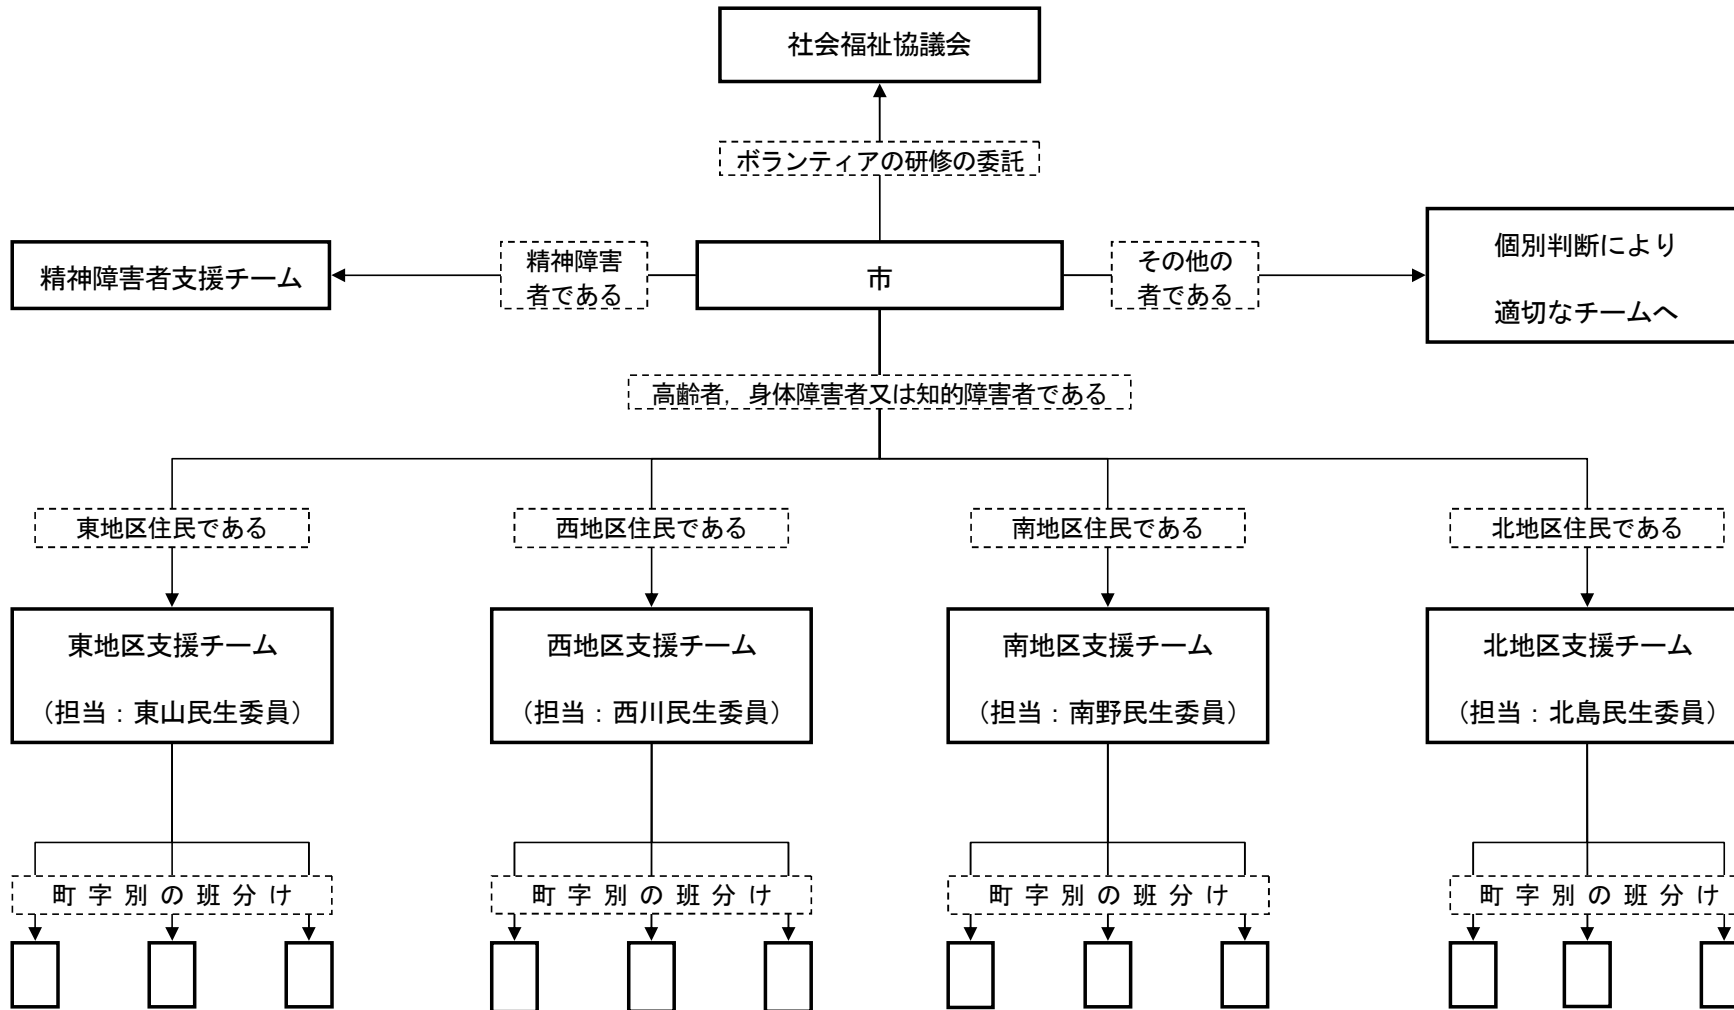 社会福祉協議会
ボランティアの研修の委託
精神障害者支援チーム
精神障害
者である
市
その他の
者である
個別判断により
適切なチームへ
高齢者，身体障害者又は知的障害者である
東地区住民である
西地区住民である
南地区住民である
北地区住民である
東地区支援チーム
（担当：東山民生委員）
西地区支援チーム
（担当：西川民生委員）
南地区支援チーム
（担当：南野民生委員）
北地区支援チーム
（担当：北島民生委員）
町字別の班分け
町字別の班分け
町字別の班分け
町字別の班分け